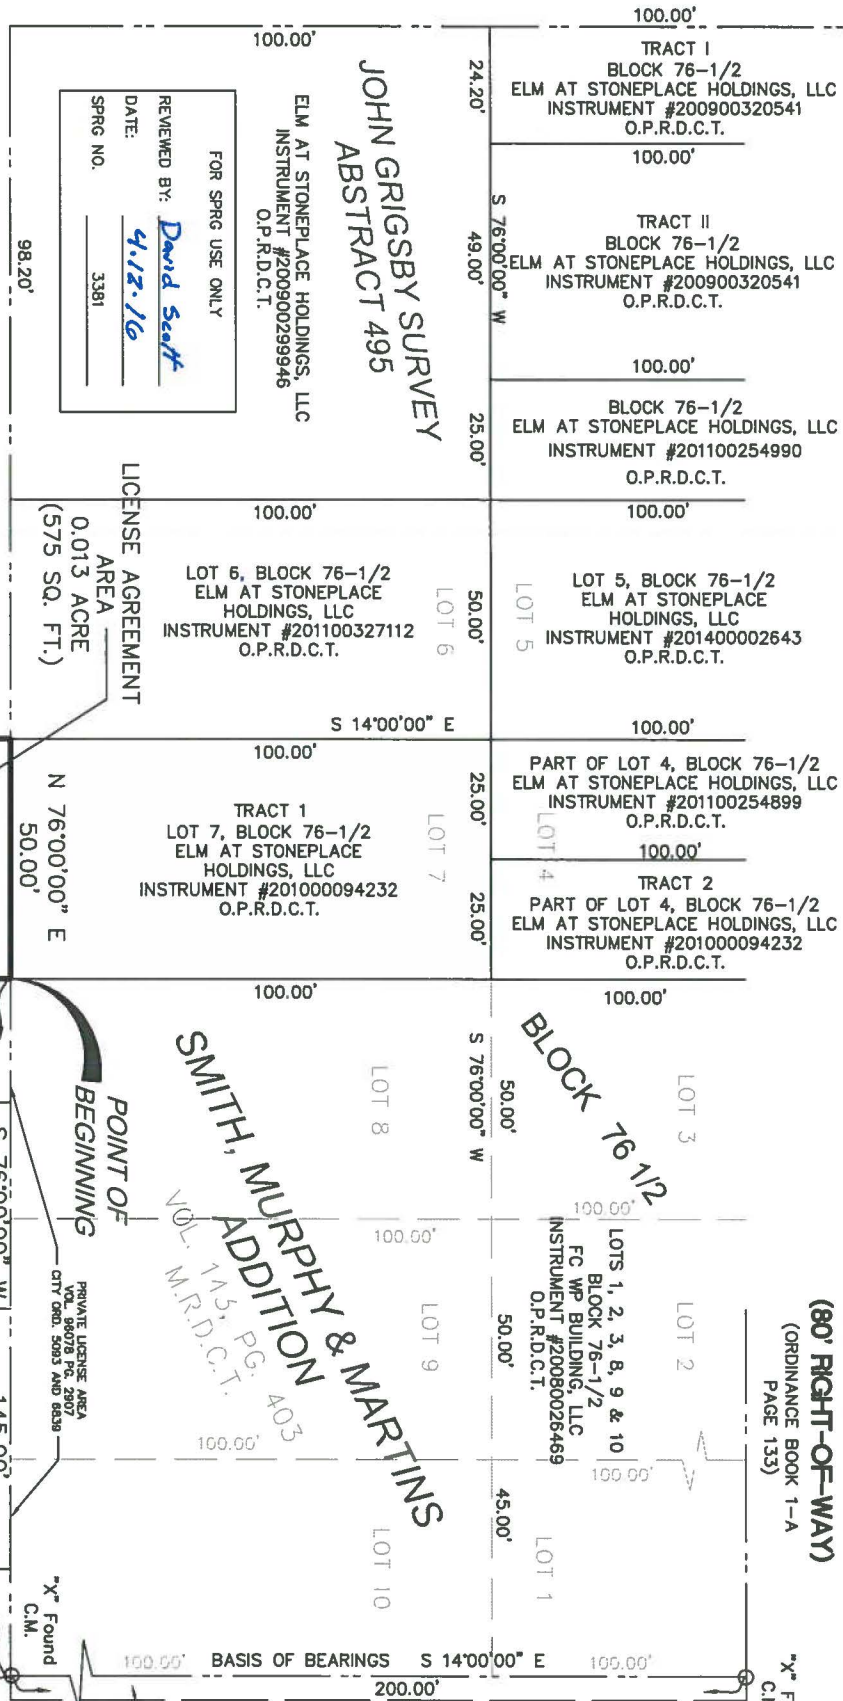 100.00'
TRACT I
BLOCK 76-1/2
ELM AT STONEPLACE HOLDINGS, LLC
INSTRUMENT #200900320541
O.P.R.D.C.T.
100.00'
24.20'
100.00'
TRACT II
BLOCK 76-1/2
ELM AT STONEPLACE HOLDINGS, LLC
INSTRUMENT #200900320541
O.P.R.D.C.T.
S 76°00'00" W
49.00'
100.00'
BLOCK 76-1/2
ELM AT STONEPLACE HOLDINGS, LLC
INSTRUMENT #201100254990
O.P.R.D.C.T.
25.00'
JOHN GRIGSBY SURVEY
ABSTRACT 495
ELM AT STONEPLACE HOLDINGS, LLC
INSTRUMENT #200900299946
O.P.R.D.C.T.
FOR SPRG USE ONLY
REVIEWED BY: David Scott
DATE: 4.12.16
SPRG NO. 3381
98.20'
100.00'
100.00'
LOT 6, BLOCK 76-1/2
ELM AT STONEPLACE
HOLDINGS, LLC
INSTRUMENT #201100327112
O.P.R.D.C.T.
LOT 6
50.00'
LOT 5
LOT 5, BLOCK 76-1/2
ELM AT STONEPLACE
HOLDINGS, LLC
INSTRUMENT #201400002643
O.P.R.D.C.T.
LICENSE AGREEMENT
AREA
0.013 ACRE
(575 SQ. FT.)
S 14°00'00" E
100.00'
100.00'
PART OF LOT 4, BLOCK 76-1/2
ELM AT STONEPLACE HOLDINGS, LLC
INSTRUMENT #201100254899
O.P.R.D.C.T.
25.00'
LOT 4
100.00'
TRACT 2
PART OF LOT 4, BLOCK 76-1/2
ELM AT STONEPLACE HOLDINGS, LLC
INSTRUMENT #201000094232
O.P.R.D.C.T.
25.00'
TRACT 1
LOT 7, BLOCK 76-1/2
ELM AT STONEPLACE
HOLDINGS, LLC
INSTRUMENT #201000094232
O.P.R.D.C.T.
LOT 7
N 76°00'00" E
50.00'
100.00'
100.00'
POINT OF
BEGINNING
S 76°00'00" W
50.00'
BLOCK 76 1/2
LOT 3
LOT 8
100.00'
100.00'
SMITH, MURPHY & MARTINS
ADDITION
VOL. 143, PG. 403
M.R.D.C.T.
LOTS 1, 2, 3, 8, 9 & 10
BLOCK 76-1/2
FC WP BUILDING, LLC
INSTRUMENT #20080026469
O.P.R.D.C.T.
LOT 2
LOT 9
50.00'
100.00'
100.00'
45.00'
LOT 1
LOT 10
(80' RIGHT-OF-WAY)
(ORDINANCE BOOK 1-A
PAGE 133)
PRIVATE LICENSE AREA
VOL. 96078 PG. 2907
CITY ORD. 5093 AND 6839
S 76°00'00" W
145.00'
"X" Found
C.M.
"X" F
100.00'
BASIS OF BEARINGS S 14°00'00" E
100.00'
200.00'